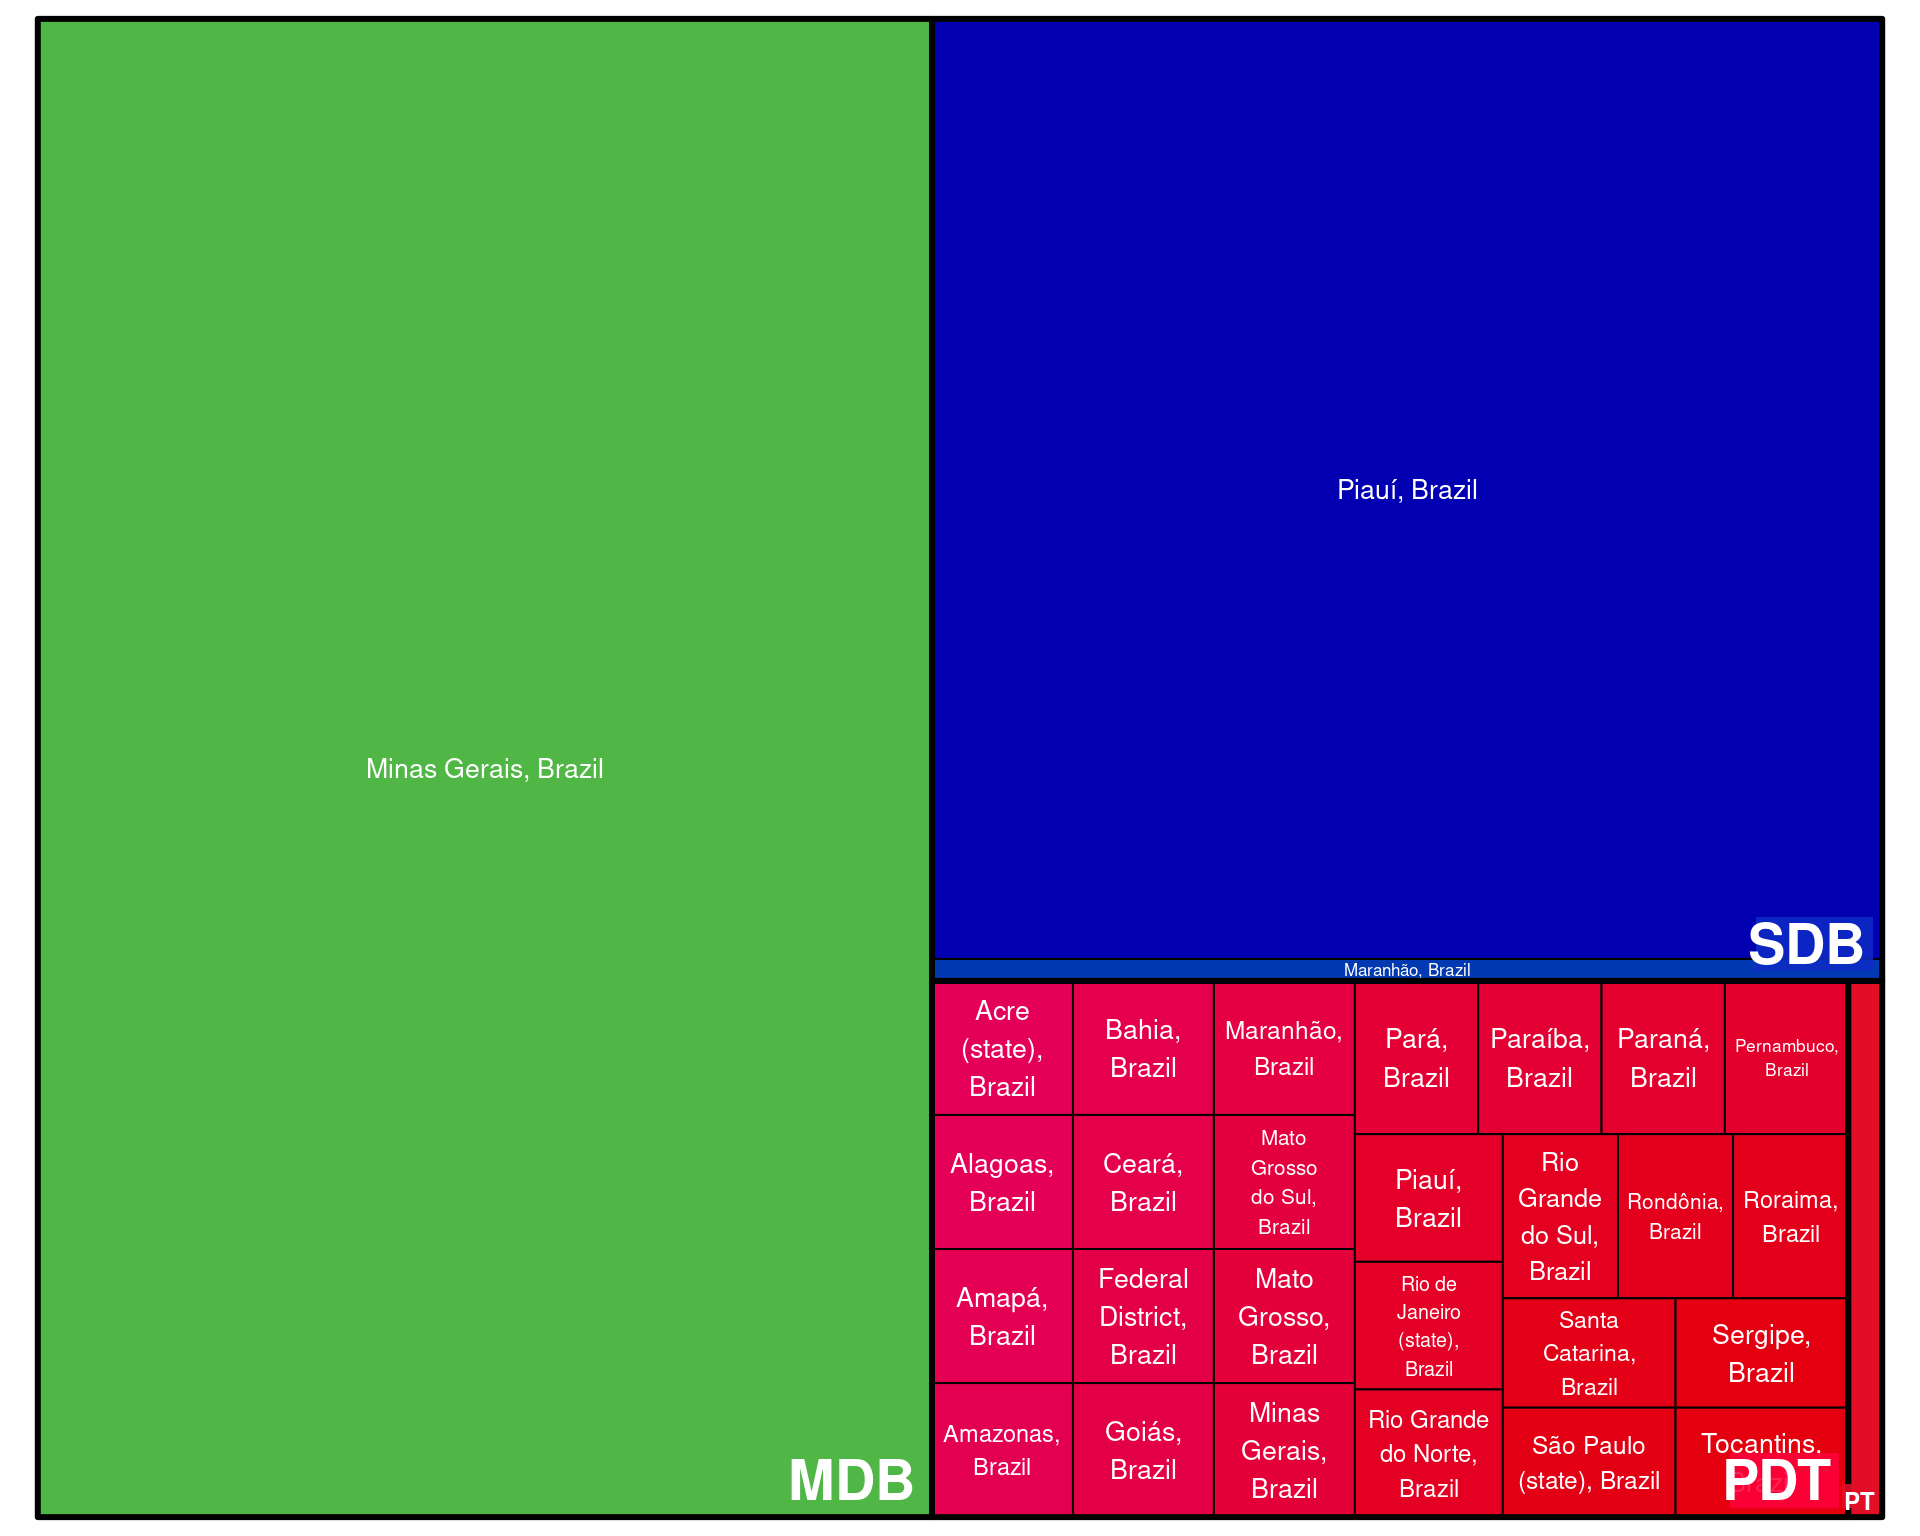 Minas Gerais, Brazil
MDB
Piauí, Brazil
SDB
Maranhão, Brazil
Acre
(state),
Brazil
Bahia,
Brazil
Maranhão,
Brazil
Pará,
Brazil
Paraíba,
Brazil
Paraná,
Brazil
Pernambuco,
Brazil
Alagoas,
Brazil
Ceará,
Brazil
Mato
Grosso
do Sul,
Brazil
Piauí,
Brazil
Rio
Grande
do Sul,
Brazil
Rondônia,
Brazil
Roraima,
Brazil
Amapá,
Brazil
Federal
District,
Brazil
Mato
Grosso,
Brazil
Rio de
Janeiro
(state),
Brazil
Santa
Catarina,
Brazil
Sergipe,
Brazil
Amazonas,
Brazil
Goiás,
Brazil
Minas
Gerais,
Brazil
Rio Grande
do Norte,
Brazil
São Paulo
(state), Brazil
Tocantins,
PDT
PT